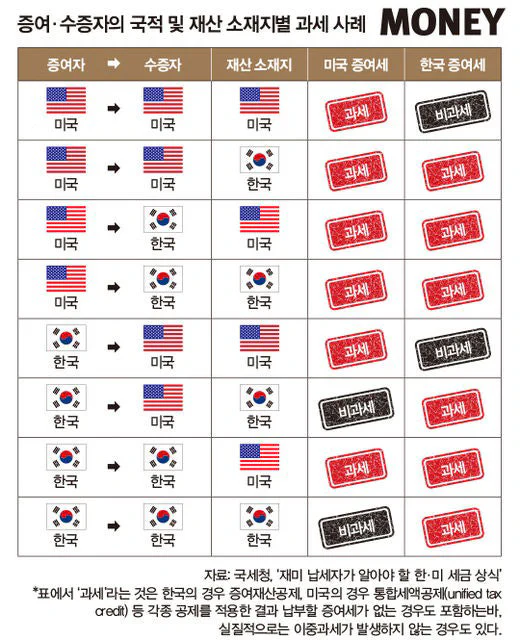 증여·수증자의 국적 및 재산 소재지별 과세 사례 MONEY
증여자 ➡ 수증자 재산 소재지 미국 증여세 한국 증여세
미국 ➡ 미국 미국 과세 비과세
미국 ➡ 미국 한국 과세 과세
미국 ➡ 한국 미국 과세 과세
미국 ➡ 한국 한국 과세 과세
한국 ➡ 미국 미국 과세 비과세
한국 ➡ 미국 한국 비과세 과세
한국 ➡ 한국 미국 과세 과세
한국 ➡ 한국 한국 비과세 과세
자료: 국세청, ‘재미 납세자가 알아야 할 한·미 세금 상식’
*표에서 ‘과세’라는 것은 한국의 경우 증여재산공제, 미국의 경우 통합세액공제(unified tax
credit) 등 각종 공제를 적용한 결과 납부할 증여세가 없는 경우도 포함하는바,
실질적으로는 이중과세가 발생하지 않는 경우도 있다.